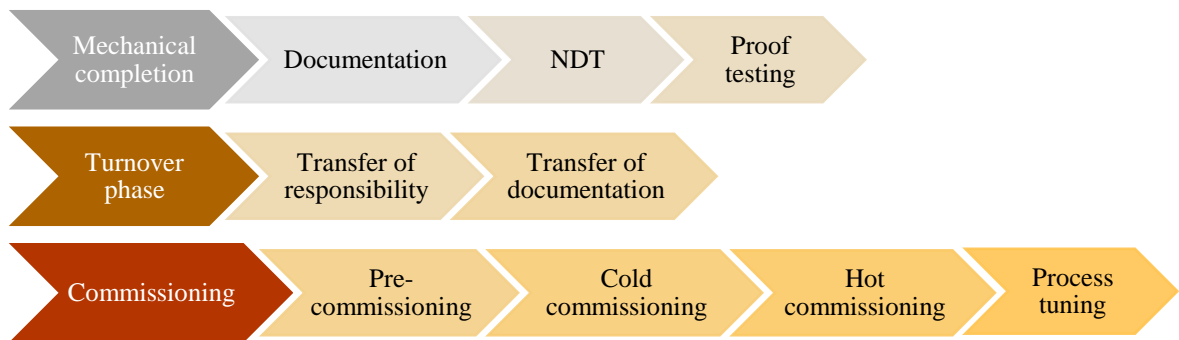 Mechanical
completion
Documentation
NDT
Proof
testing
Turnover
phase
Transfer of
responsibility
Transfer of
documentation
Commissioning
Pre-
commissioning
Cold
commissioning
Hot
commissioning
Process
tuning